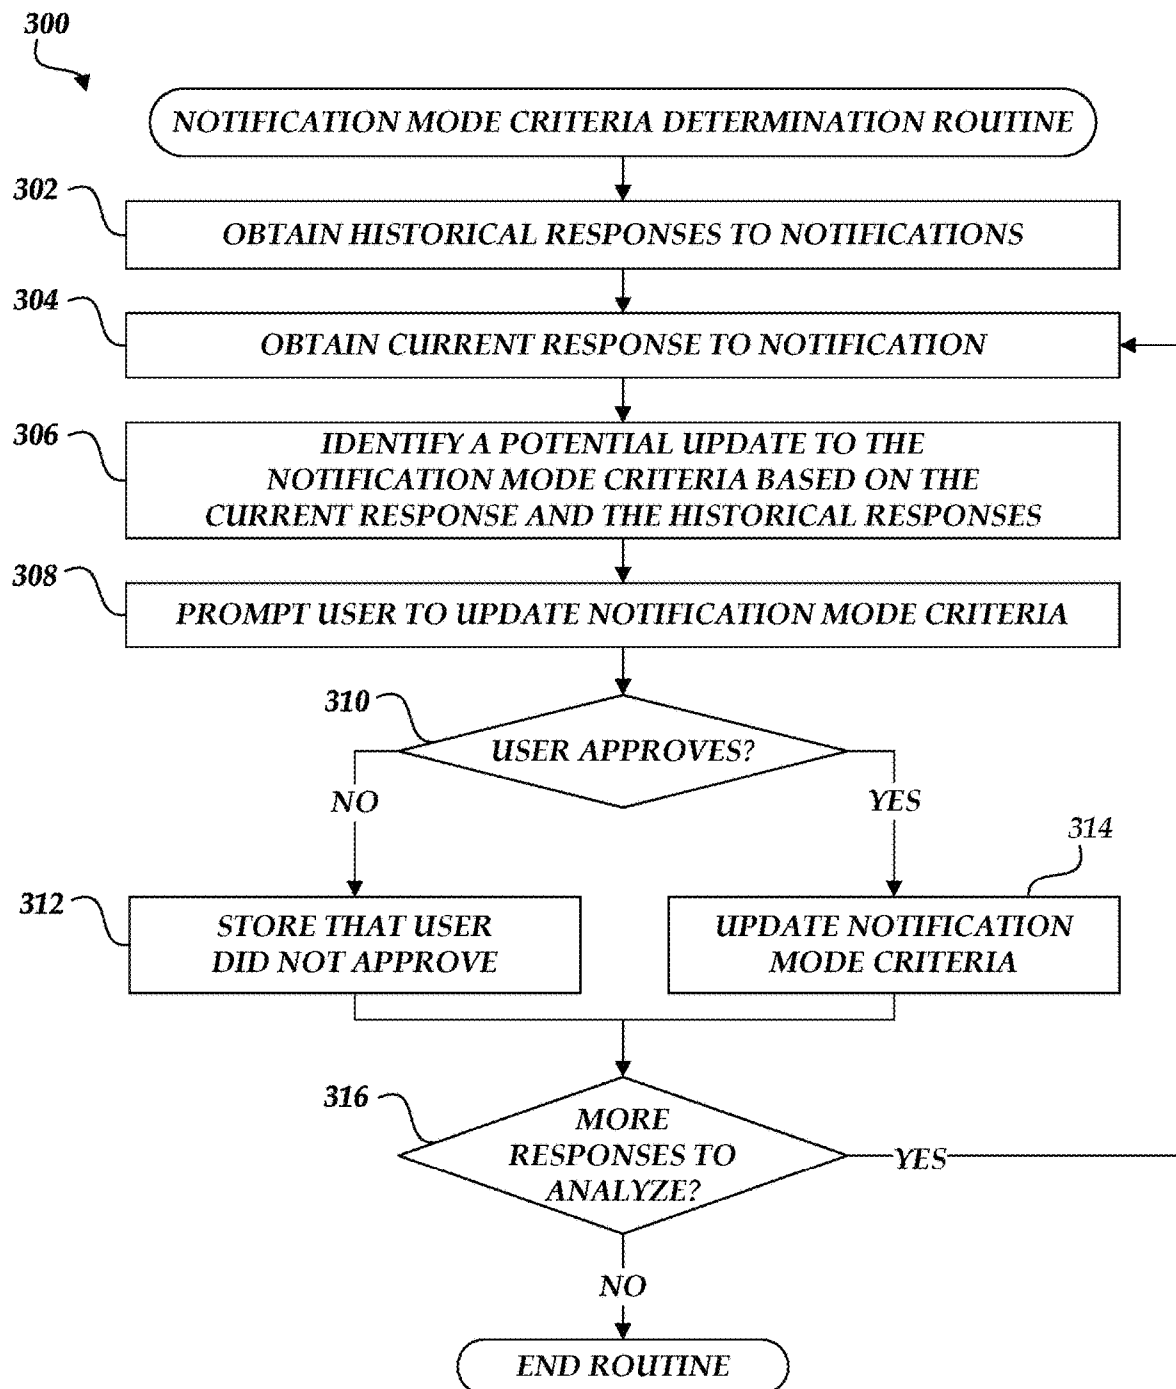 300
NOTIFICATION MODE CRITERIA DETERMINATION ROUTINE
302
OBTAIN HISTORICAL RESPONSES TO NOTIFICATIONS
304
OBTAIN CURRENT RESPONSE TO NOTIFICATION
306
IDENTIFY A POTENTIAL UPDATE TO THE
NOTIFICATION MODE CRITERIA BASED ON THE
CURRENT RESPONSE AND THE HISTORICAL RESPONSES
308
PROMPT USER TO UPDATE NOTIFICATION MODE CRITERIA
310
USER APPROVES?
NO
YES
312
STORE THAT USER
DID NOT APPROVE
314
UPDATE NOTIFICATION
MODE CRITERIA
316
MORE
RESPONSES TO
ANALYZE?
YES
NO
END ROUTINE